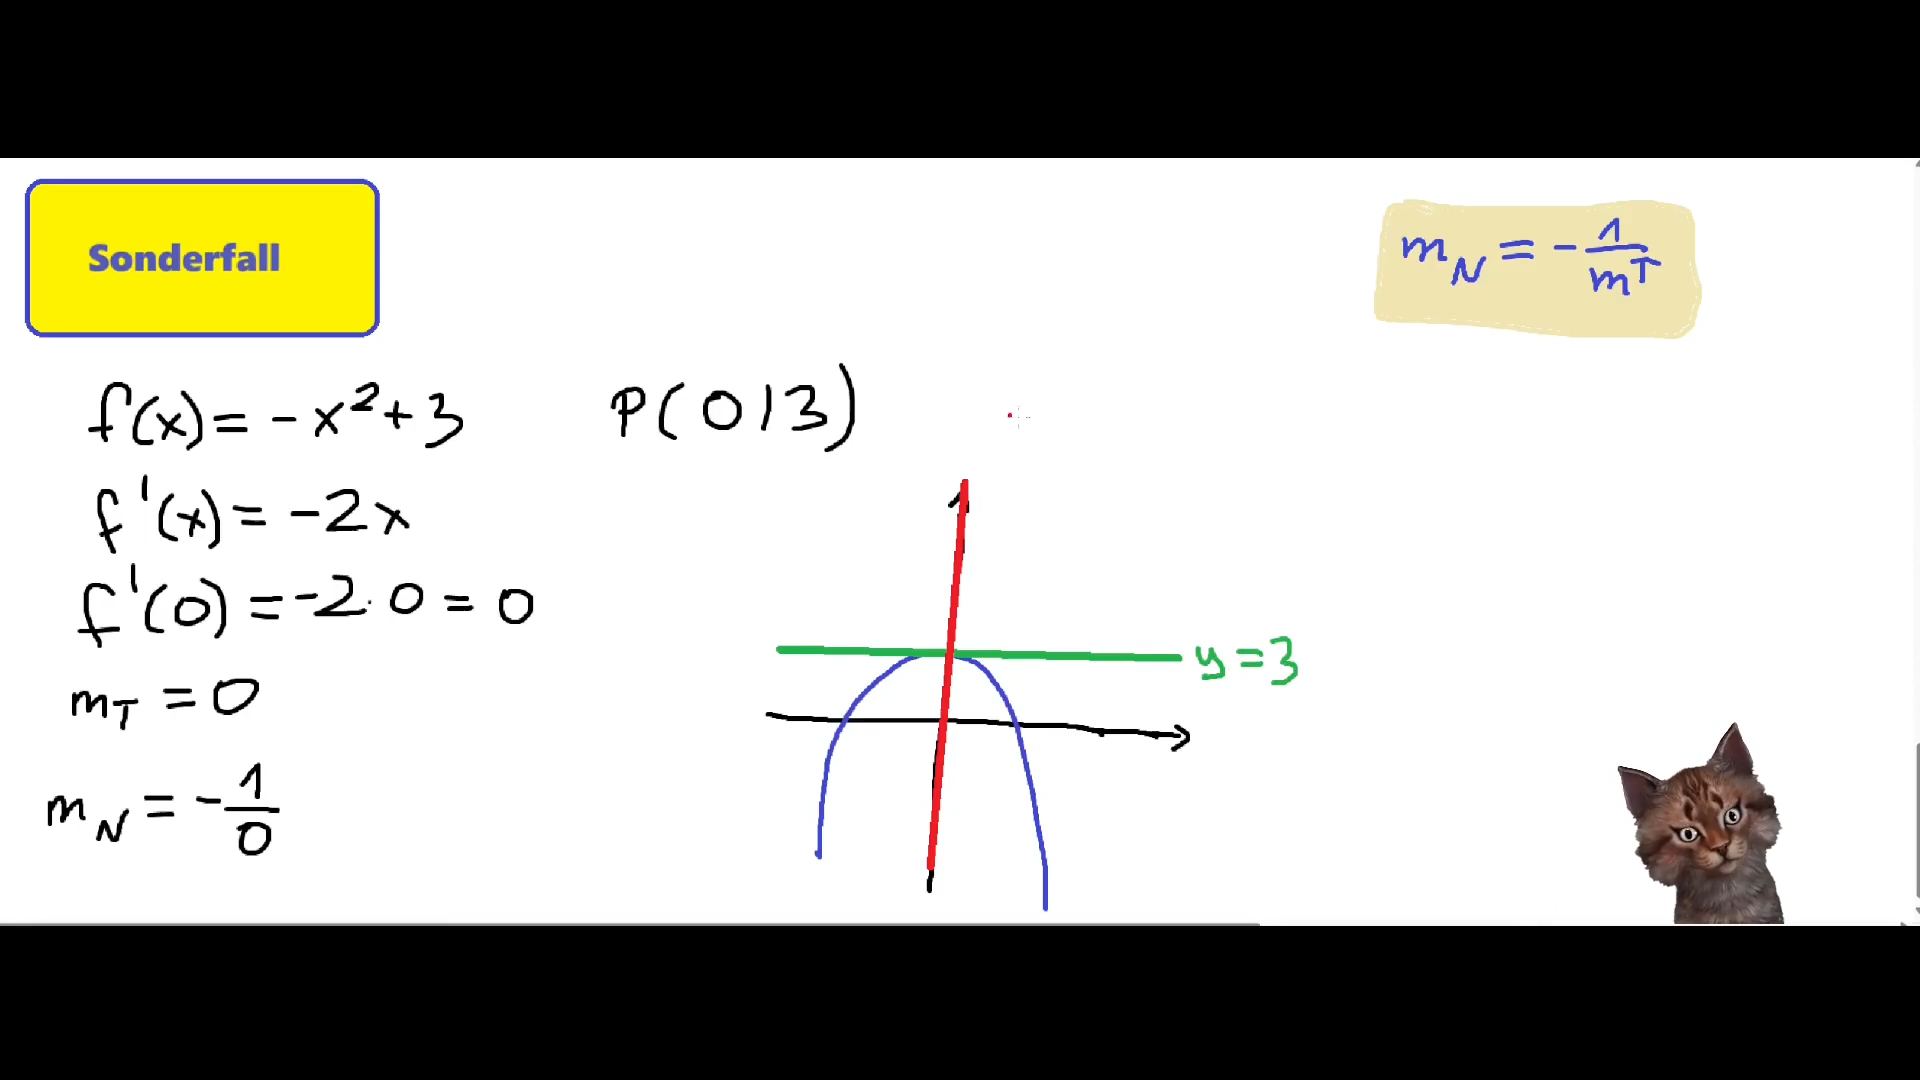 Sonderfall
m_N = -1/m_T
f(x) = -x² + 3
P(0|3)
f'(x) = -2x
f'(0) = -2·0 = 0
m_T = 0
m_N = -1/0
y = 3